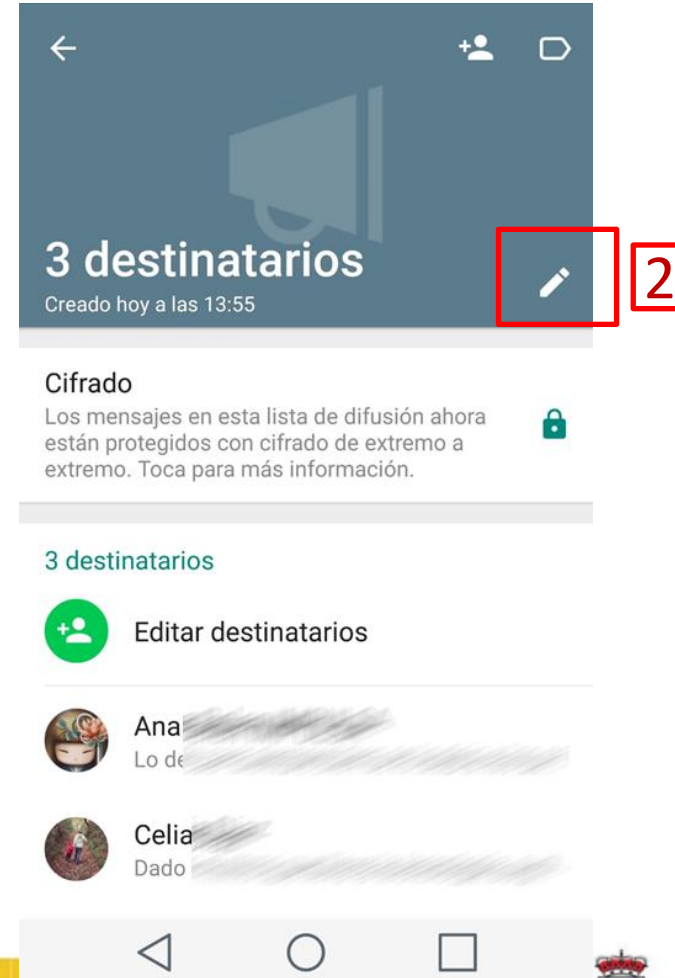 3 destinatarios
Creado hoy a las 13:55
2
Cifrado
Los mensajes en esta lista de difusión ahora
están protegidos con cifrado de extremo a
extremo. Toca para más información.
3 destinatarios
Editar destinatarios
Ana
Lo
Celia
Dado